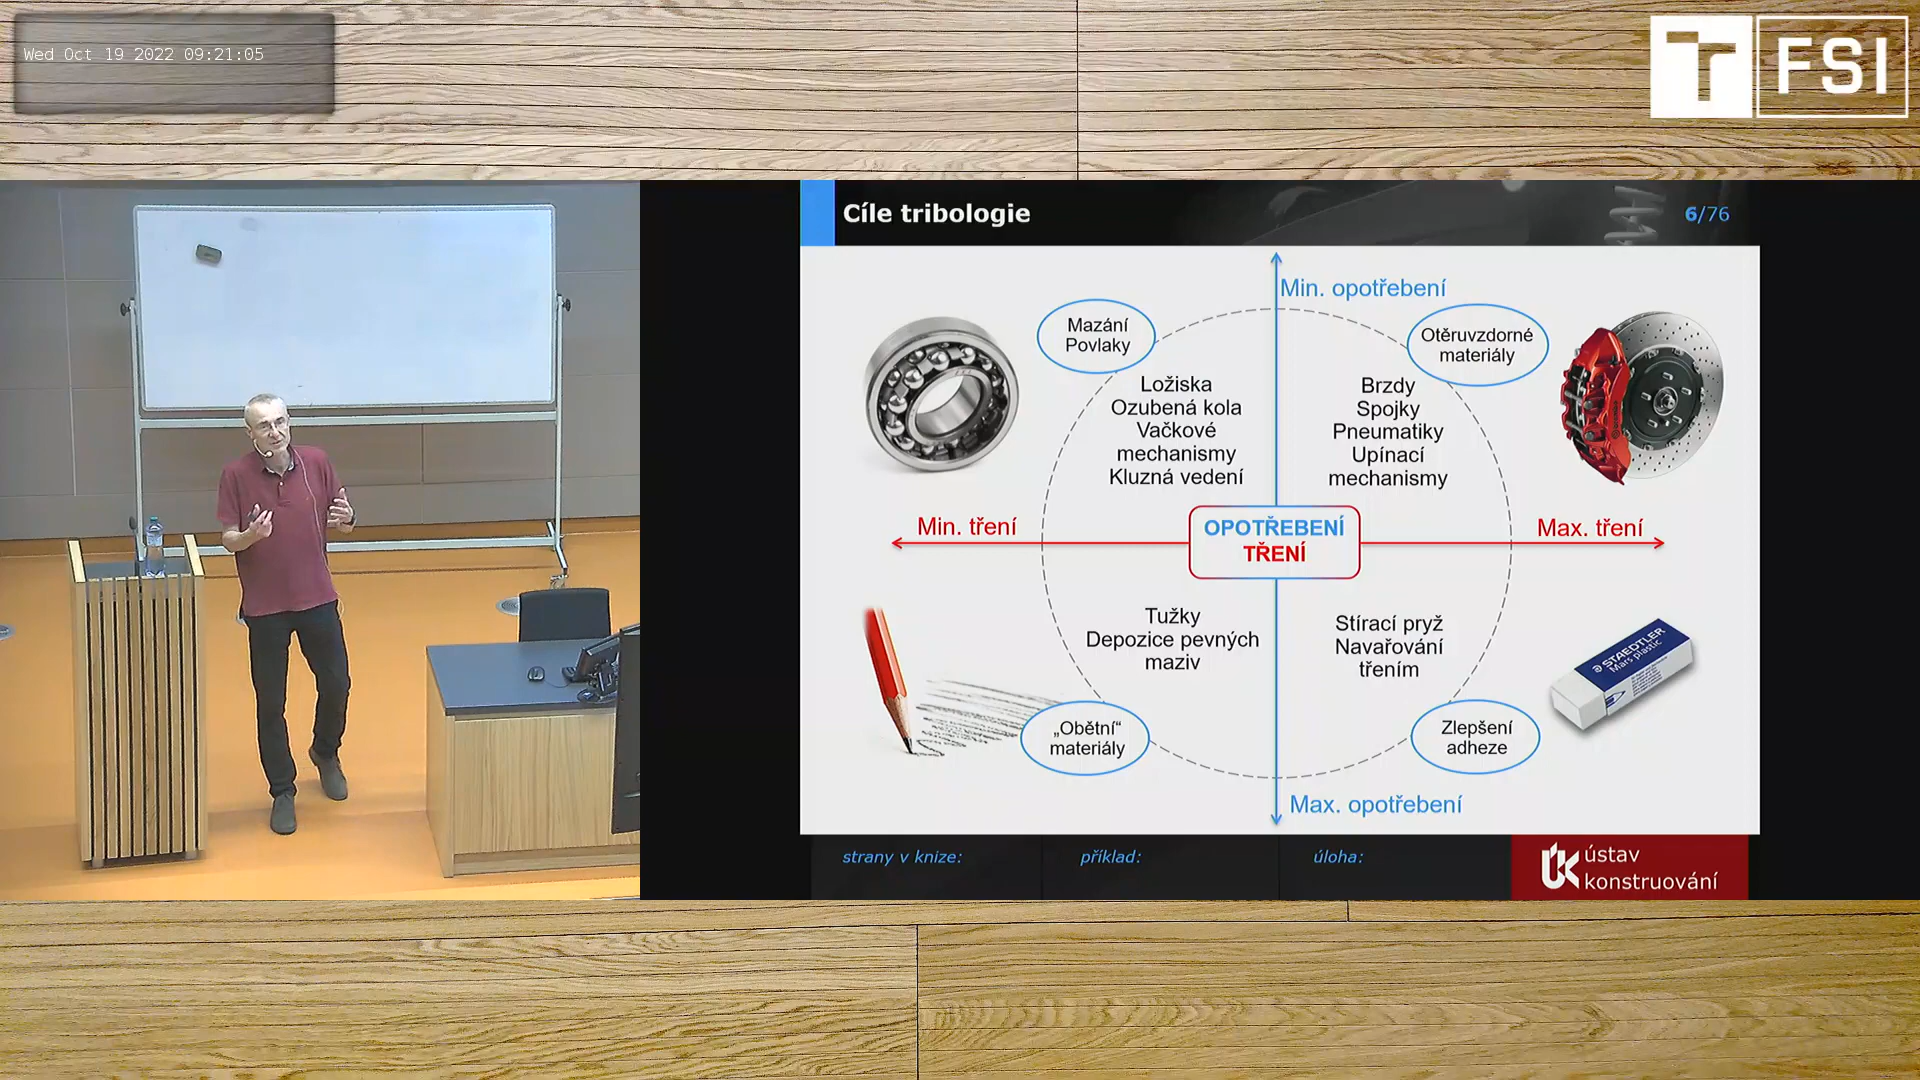 Wed Oct 19 2022 09:21:05
T FSI
Cíle tribologie
6/76
Min. opotřebení
Mazání
Povlaky
Otěruvzdorné
materiály
Ložiska
Ozubená kola
Vačkové
mechanismy
Kluzná vedení
Brzdy
Spojky
Pneumatiky
Upínací
mechanismy
Min. tření
OPOTŘEBENÍ
TŘENÍ
Max. tření
Tužky
Depozice pevných
maziv
Stírací pryž
Navařování
třením
STAEDTLER
Mars plastic
„Obětní“
materiály
Zlepšení
adheze
Max. opotřebení
strany v knize:
příklad:
úloha:
ÚK ústav
konstruování